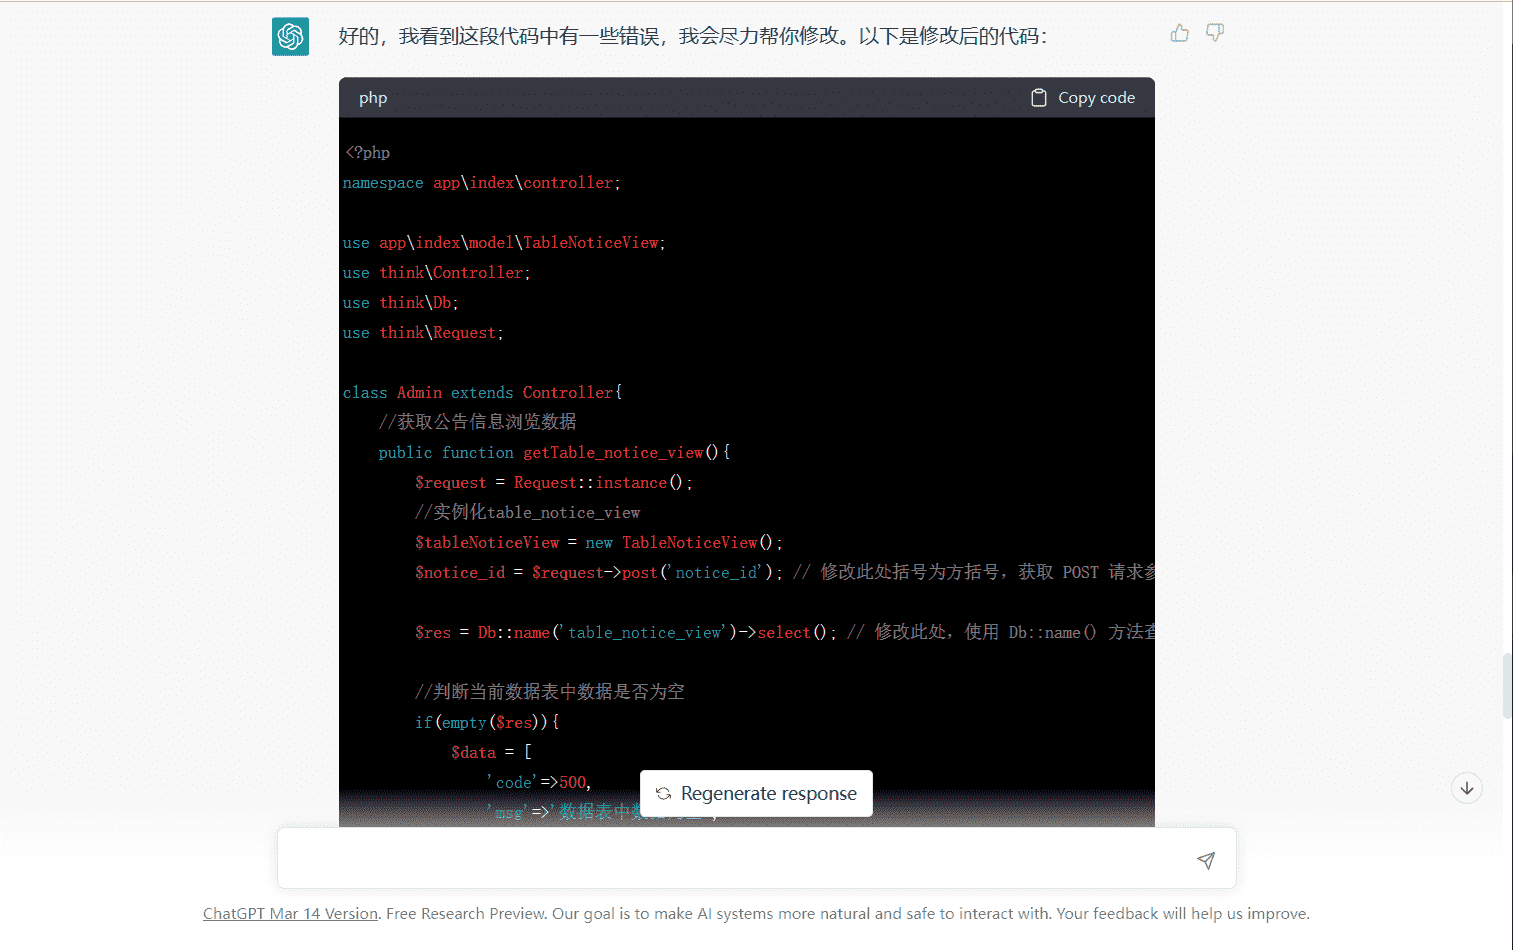 好的，我看到这段代码中有一些错误，我会尽力帮你修改。以下是修改后的代码：
php
Copy code
<?php
namespace app\index\controller;
use app\index\model\TableNoticeView;
use think\Controller;
use think\Db;
use think\Request;
class Admin extends Controller{
//获取公告信息浏览数据
public function getTable_notice_view(){
$request = Request::instance();
//实例化table_notice_view
$tableNoticeView = new TableNoticeView();
$notice_id = $request->post('notice_id'); // 修改此处括号为方括号，获取 POST 请求参
$res = Db::name('table_notice_view')->select(); // 修改此处，使用 Db::name() 方法查
//判断当前数据表中数据是否为空
if(empty($res)){
$data = [
'code'=>500,
'msg'=>'数据表中数
Regenerate response
ChatGPT Mar 14 Version. Free Research Preview. Our goal is to make AI systems more natural and safe to interact with. Your feedback will help us improve.